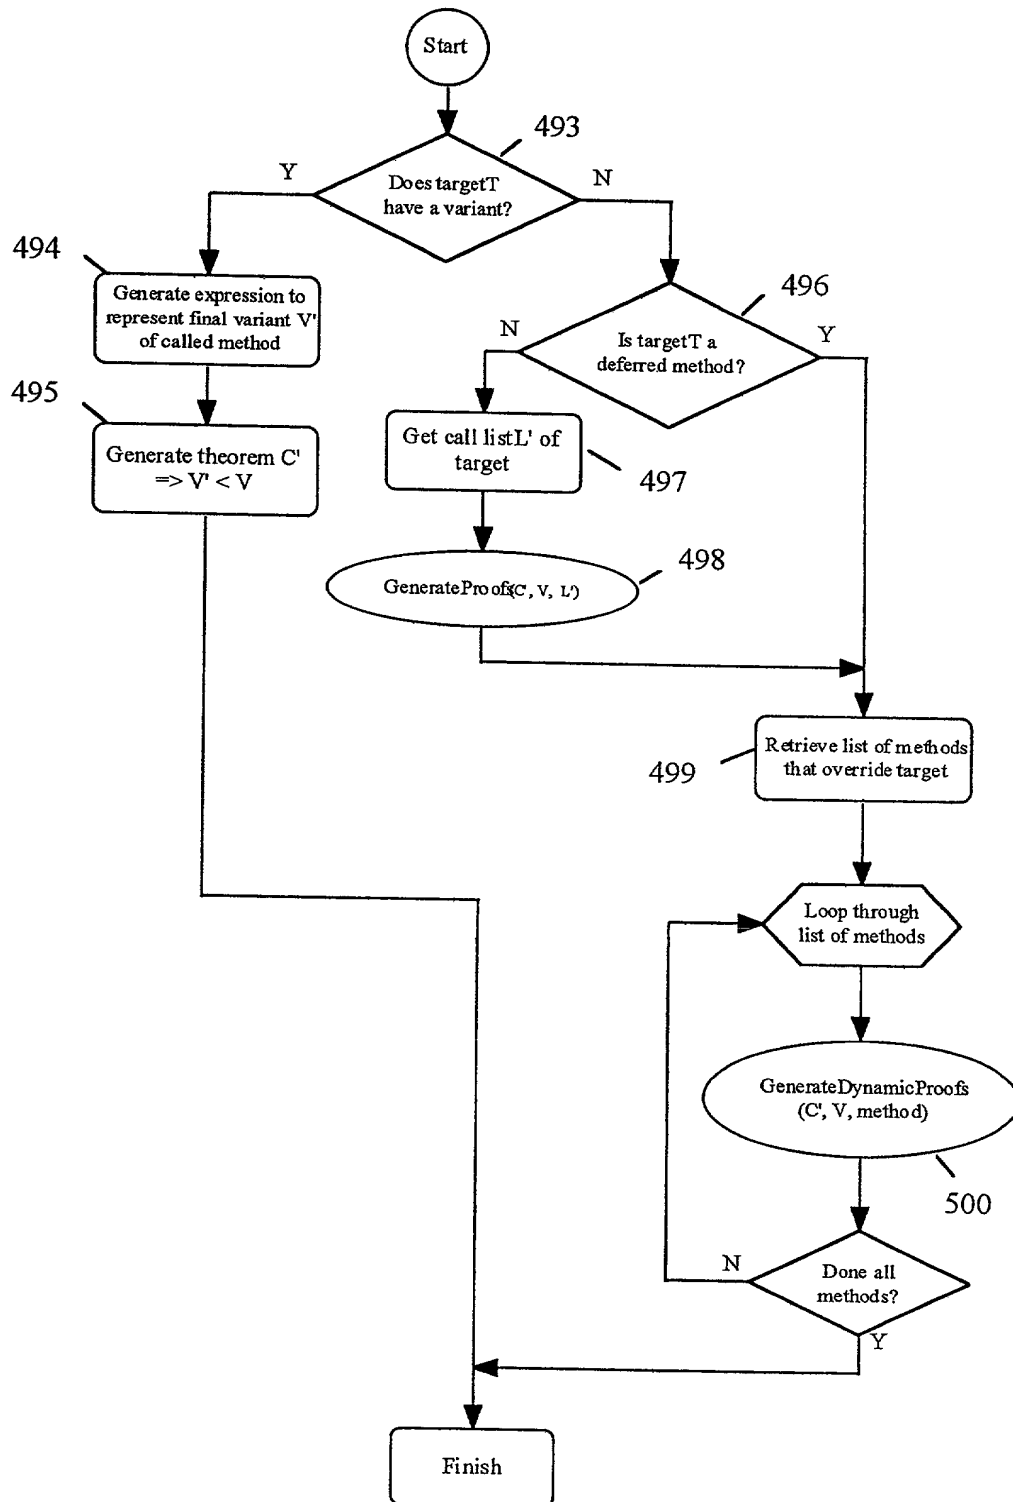 Start
493
Y
Does targetT
have a variant?
N
494
Generate expression to
represent final variant V'
of called method
496
N
Is targetT a
deferred method?
Y
495
Generate theorem C'
=> V' < V
Get call listL' of
target
497
GenerateProofs(C', V, L')
498
Retrieve list of methods
that override target
499
Loop through
list of methods
GenerateDynamicProofs
(C', V, method)
500
N
Done all
methods?
Y
Finish